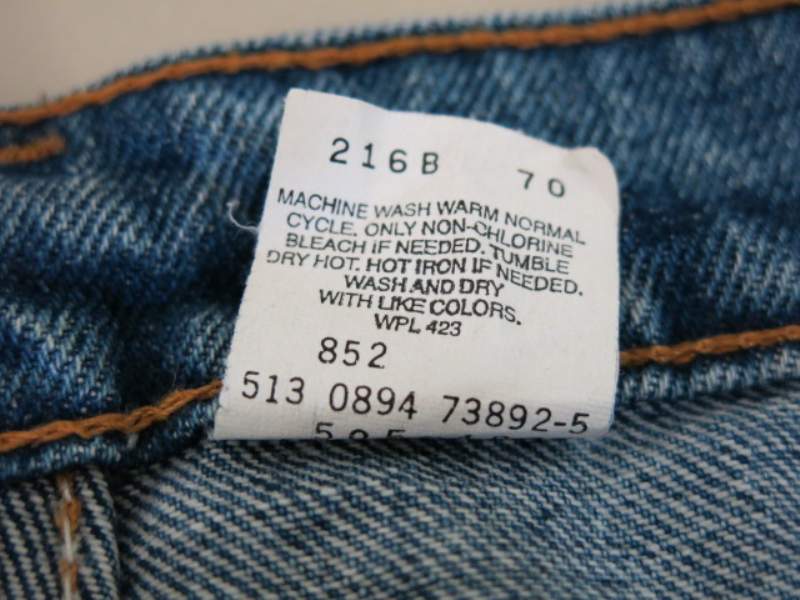 216B 70
MACHINE WASH WARM NORMAL
CYCLE. ONLY NON-CHLORINE
BLEACH IF NEEDED. TUMBLE
DRY HOT. HOT IRON IF NEEDED.
WASH AND DRY
WITH LIKE COLORS.
WPL 423
852
513 0894 73892-5